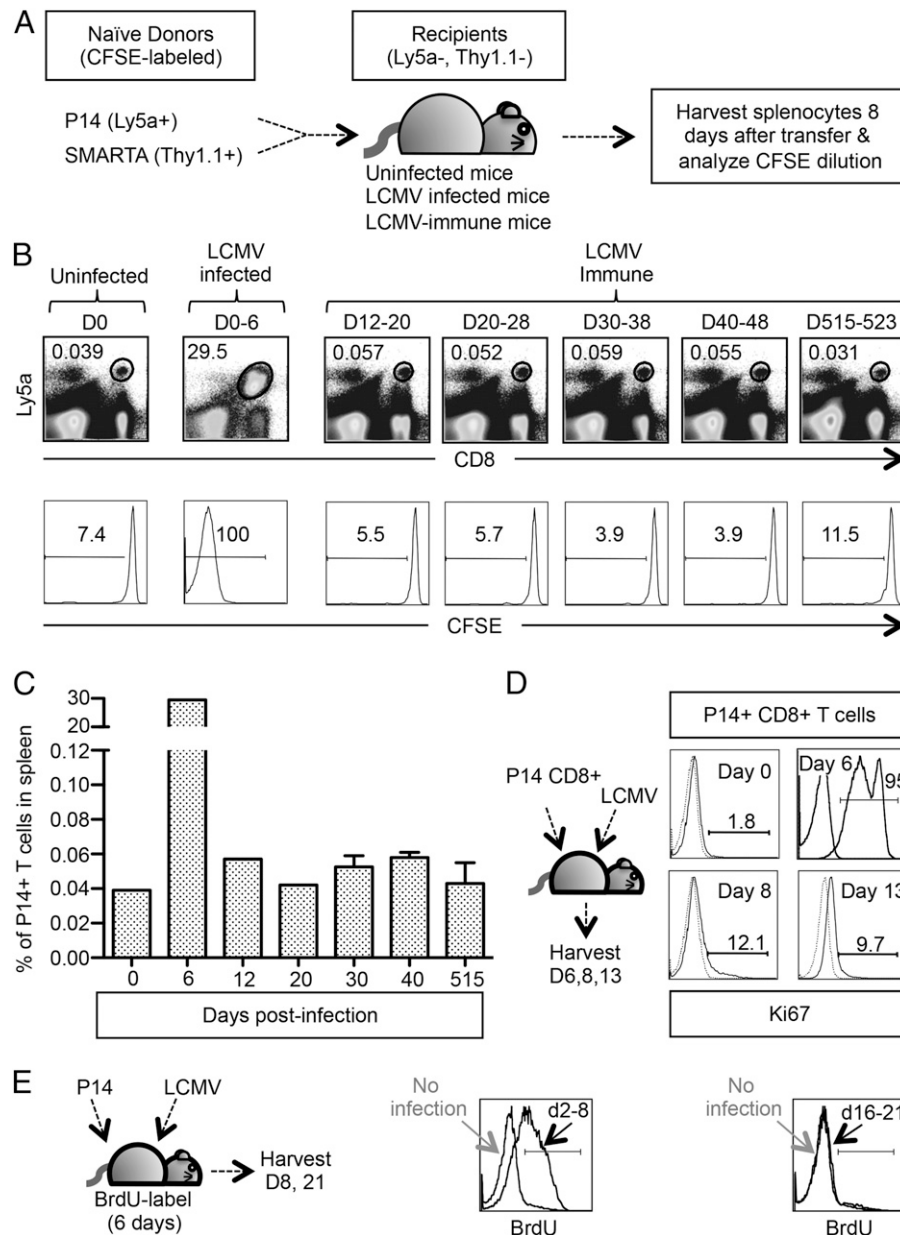 A
Naïve Donors
(CFSE-labeled)
Recipients
(Ly5a-, Thy1.1-)
P14 (Ly5a+)
SMARTA (Thy1.1+)
Uninfected mice
LCMV infected mice
LCMV-immune mice
Harvest splenocytes 8
days after transfer &
analyze CFSE dilution
B
Uninfected
LCMV
infected
LCMV
Immune
D0
D0-6
D12-20
D20-28
D30-38
D40-48
D515-523
0.039
29.5
0.057
0.052
0.059
0.055
0.031
Ly5a
CD8
7.4
100
5.5
5.7
3.9
3.9
11.5
CFSE
C
% of P14+ T cells in spleen
30
20
0.12
0.10
0.08
0.06
0.04
0.02
0.00
0
6
12
20
30
40
515
Days post-infection
D
P14 CD8+
LCMV
Harvest
D6,8,13
P14+ CD8+ T cells
Day 0
1.8
Day 6
95
Day 8
12.1
Day 13
9.7
Ki67
E
P14
LCMV
BrdU-label
(6 days)
Harvest
D8, 21
No
infection
d2-8
BrdU
No
infection
d16-21
BrdU